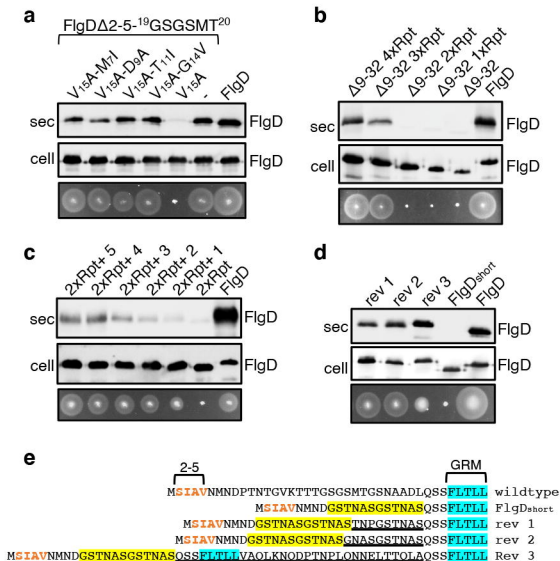 a
FlgDΔ2-5-¹⁹GSGSMT²⁰
V₁₅A-M₇I
V₁₅A-D₉A
V₁₅A-T₁₁I
V₁₅A-G₁₄V
V₁₅A
-
FlgD
sec
FlgD
cell
FlgD
b
Δ9-32 4xRpt
Δ9-32 3xRpt
Δ9-32 2xRpt
Δ9-32 1xRpt
Δ9-32
FlgD
sec
FlgD
cell
FlgD
c
2xRpt+ 5
2xRpt+ 4
2xRpt+ 3
2xRpt+ 2
2xRpt+ 1
2xRpt
FlgD
sec
FlgD
cell
FlgD
d
rev 1
rev 2
rev 3
FlgDshort
FlgD
sec
FlgD
cell
FlgD
e
2-5 GRM
MSIAVNMNDPTNTGVKTTTGSGSMTGSNAADLQSSFLTLL wildtype
MSIAVNMNDGSTNASGSTNASQSSFLTLL FlgDshort
MSIAVNMNDGSTNASGSTNASTNPGSTNASQSSFLTLL rev 1
MSIAVNMNDGSTNASGSTNASGNASGSTNASQSSFLTLL rev 2
MSIAVNMNDGSTNASGSTNASQSSFLTLLVAOLKNODPTNPLONNELTTOLAQSSFLTLL Rev 3